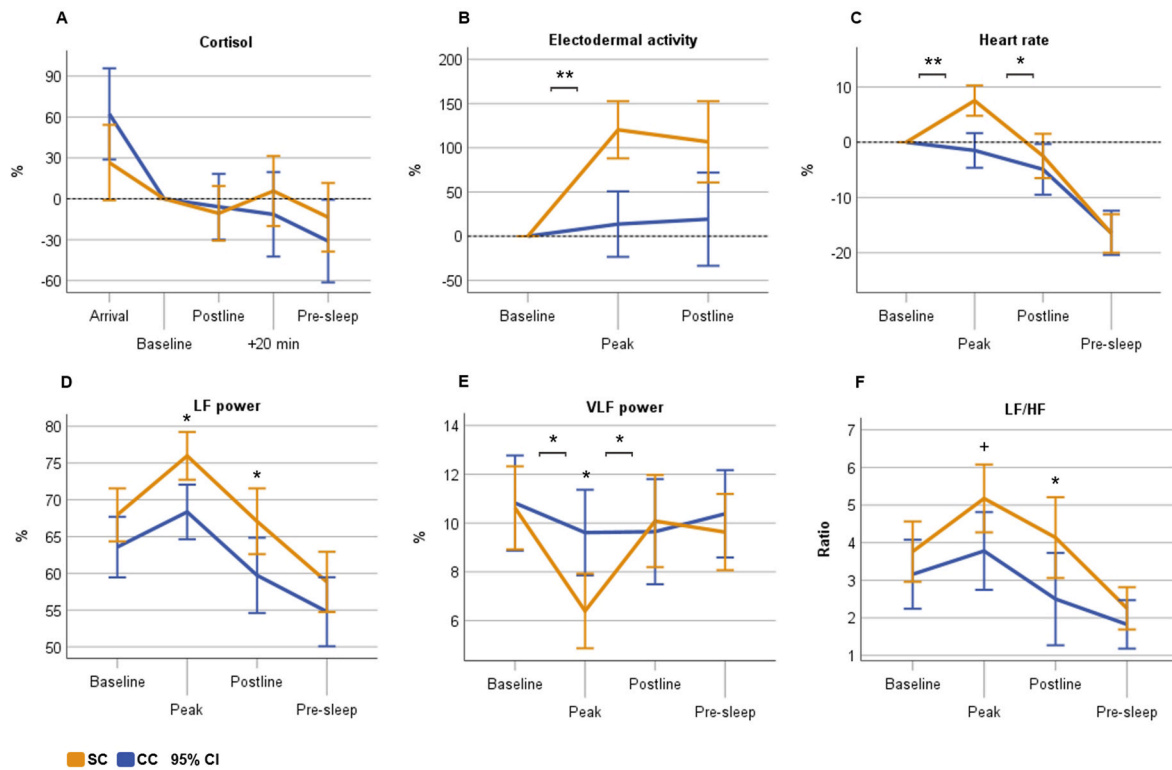 A
Cortisol
%
90
60
30
0
-30
-60
Arrival
Baseline
Postline
+20 min
Pre-sleep
B
Electodermal activity
%
200
150
100
50
0
-50
**
Baseline
Peak
Postline
C
Heart rate
%
10
0
-10
-20
** *
Baseline
Peak
Postline
Pre-sleep
D
LF power
%
80
75
70
65
60
55
50
*
*
Baseline
Peak
Postline
Pre-sleep
E
VLF power
%
14
12
10
8
6
* *
*
Baseline
Peak
Postline
Pre-sleep
F
LF/HF
Ratio
7
6
5
4
3
2
1
+
*
Baseline
Peak
Postline
Pre-sleep
SC CC 95% CI